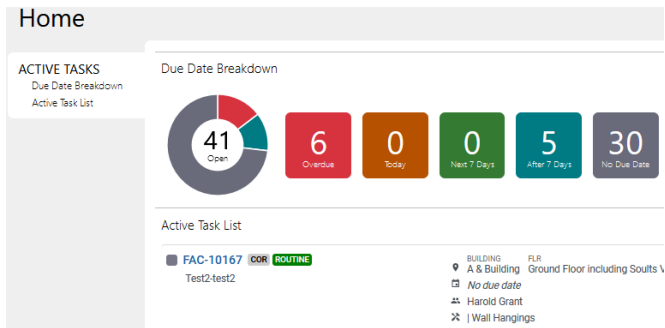 Home
ACTIVE TASKS
Due Date Breakdown
Active Task List
Due Date Breakdown
41
Open
6
Overdue
0
Today
0
Next 7 Days
5
After 7 Days
30
No Due Date
Active Task List
FAC-10167 COR ROUTINE
Test2-test2
BUILDING FLR
A & Building Ground Floor including Soults V
No due date
Harold Grant
| Wall Hangings